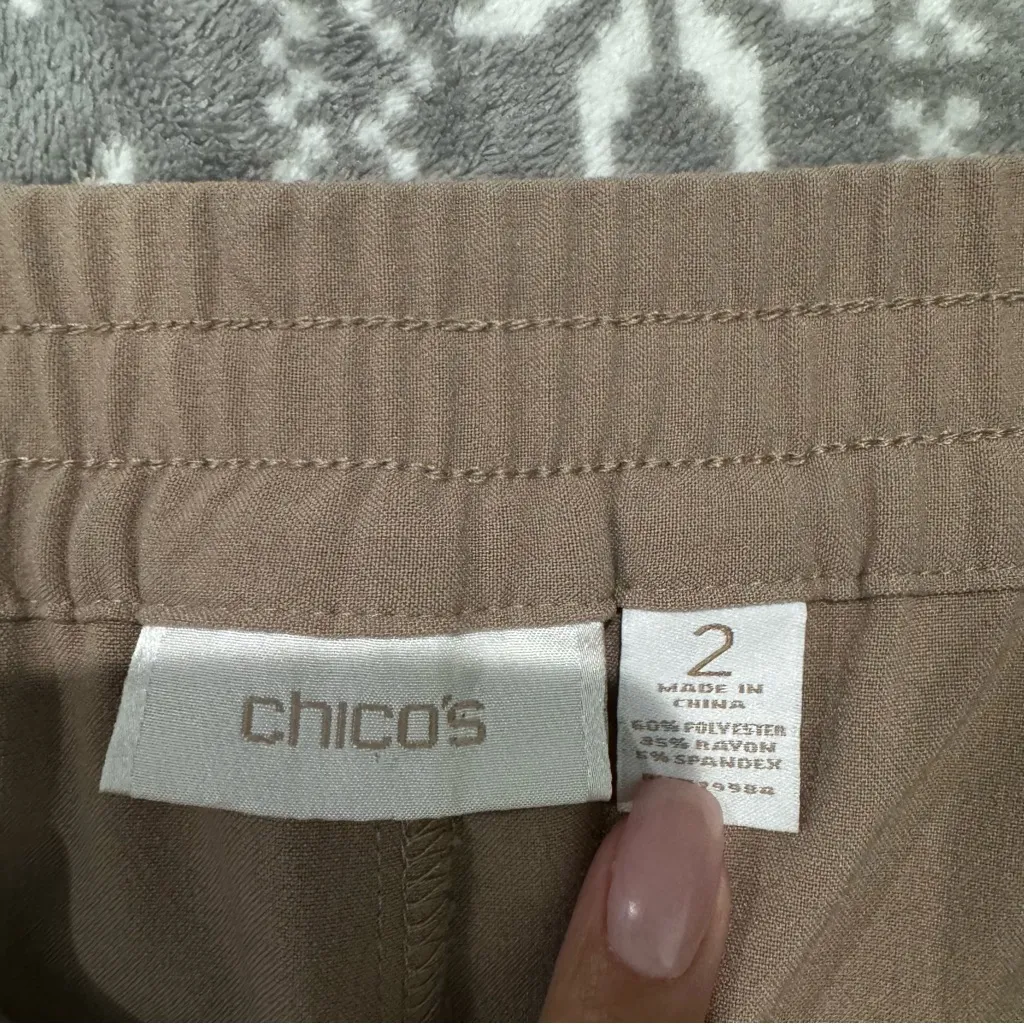 chico's
2
MADE IN
CHINA
60% POLYESTER
35% RAYON
5% SPANDEX